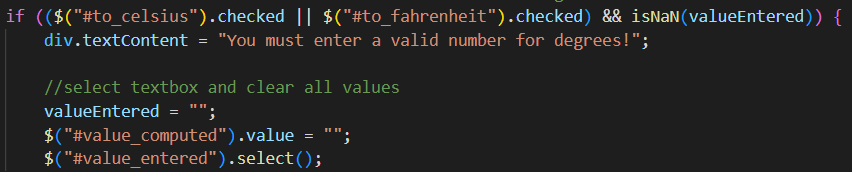 if (($("#to_celsius").checked || $("#to_fahrenheit").checked) && isNaN(valueEntered)) {
div.textContent = "You must enter a valid number for degrees!";
//select textbox and clear all values
valueEntered = "";
$("#value_computed").value = "";
$("#value_entered").select();